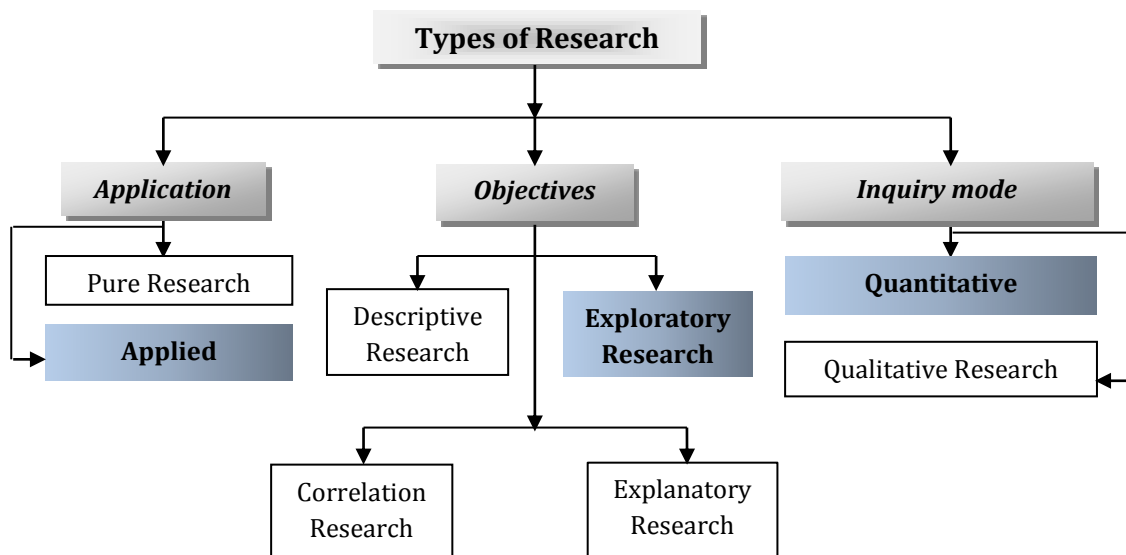 Types of Research
Application
Objectives
Inquiry mode
Pure Research
Applied
Descriptive
Research
Exploratory
Research
Quantitative
Qualitative Research
Correlation
Research
Explanatory
Research